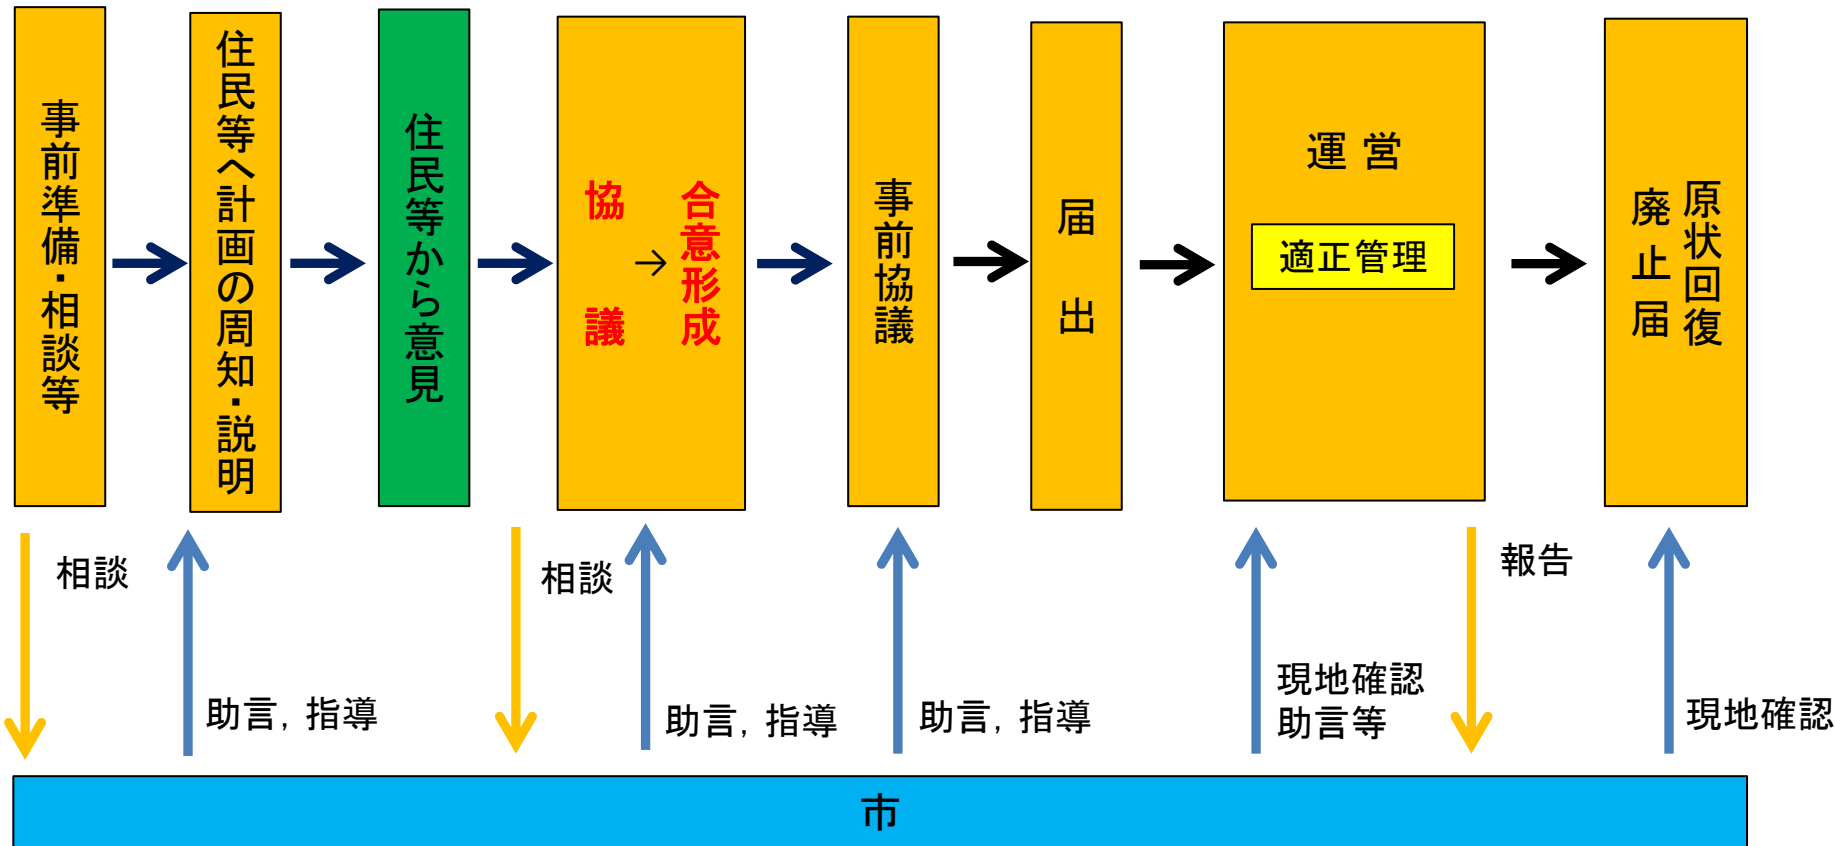 事前準備・相談等
住民等へ計画の周知・説明
住民等から意見
協議
→
合意形成
事前協議
届出
運営
適正管理
原状回復
廃止届
相談
助言，指導
相談
助言，指導
助言，指導
現地確認
助言等
報告
現地確認
市